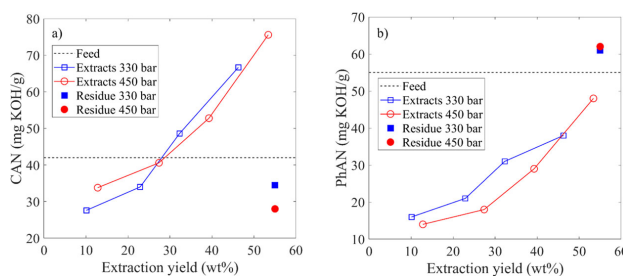 a)
Feed
Extracts 330 bar
Extracts 450 bar
Residue 330 bar
Residue 450 bar
CAN (mg KOH/g)
80
70
60
50
40
30
20
0
10
20
30
40
50
60
Extraction yield (wt%)
b)
Feed
Extracts 330 bar
Extracts 450 bar
Residue 330 bar
Residue 450 bar
PhAN (mg KOH/g)
70
60
50
40
30
20
10
0
10
20
30
40
50
60
Extraction yield (wt%)